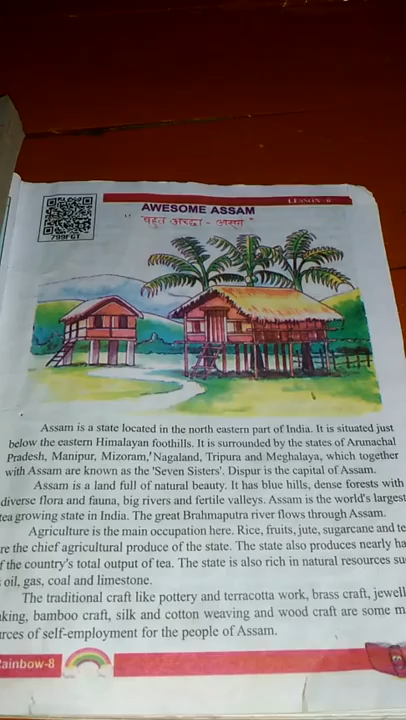 LESSON-6
AWESOME ASSAM
" बहुत अच्छा - असम "
799FGT
Assam is a state located in the north eastern part of India. It is situated just
below the eastern Himalayan foothills. It is surrounded by the states of Arunachal
Pradesh, Manipur, Mizoram, Nagaland, Tripura and Meghalaya, which together
with Assam are known as the 'Seven Sisters'. Dispur is the capital of Assam.
Assam is a land full of natural beauty. It has blue hills, dense forests with
diverse flora and fauna, big rivers and fertile valleys. Assam is the world's largest
tea growing state in India. The great Brahmaputra river flows through Assam.
Agriculture is the main occupation here. Rice, fruits, jute, sugarcane and te
re the chief agricultural produce of the state. The state also produces nearly ha
f the country's total output of tea. The state is also rich in natural resources su
oil, gas, coal and limestone.
The traditional craft like pottery and terracotta work, brass craft, jewell
king, bamboo craft, silk and cotton weaving and wood craft are some m
urces of self-employment for the people of Assam.
Rainbow-8